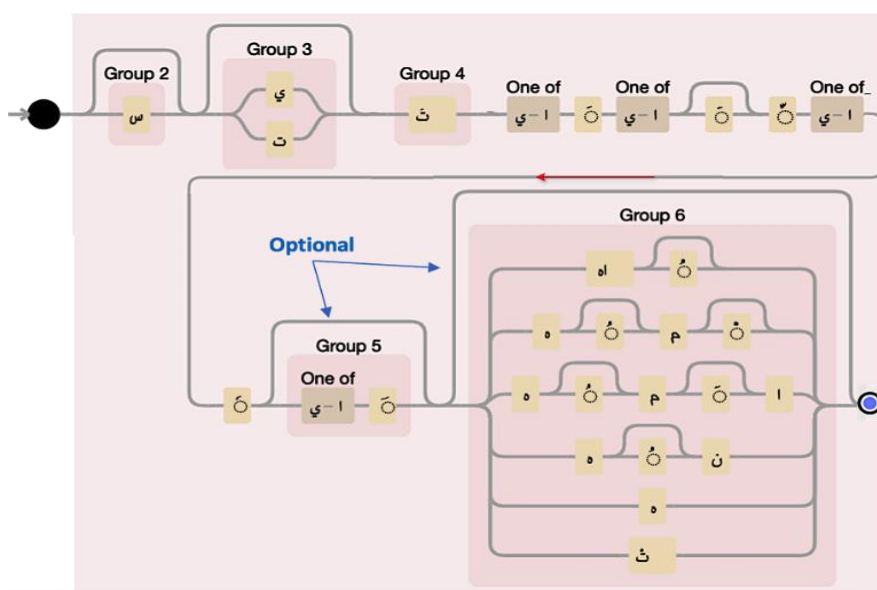 Group 2
س
Group 3
ي
ت
Group 4
تَ
One of
ا-ي
◌َ
One of
ا-ي
◌َ
◌ّ
One of
ا-ي
Optional
◌َ
Group 5
One of
ا-ي
◌َ
Group 6
اه ◌ُ
ه ◌ُ م ◌ْ
ه ◌ُ م ◌َ ا
ه ◌ُ ن
ه
تْ